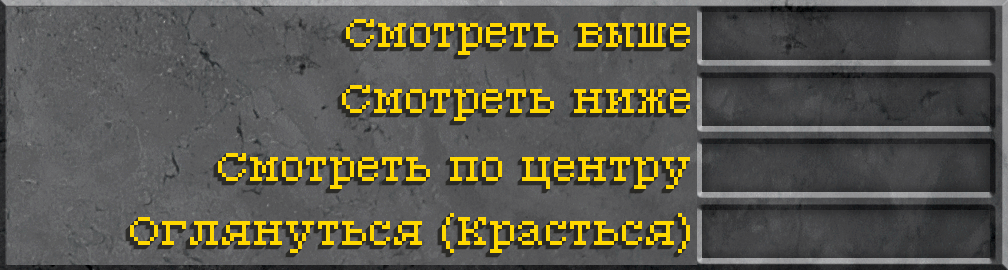 Смотреть выше
Смотреть ниже
Смотреть по центру
Оглянуться (Красться)